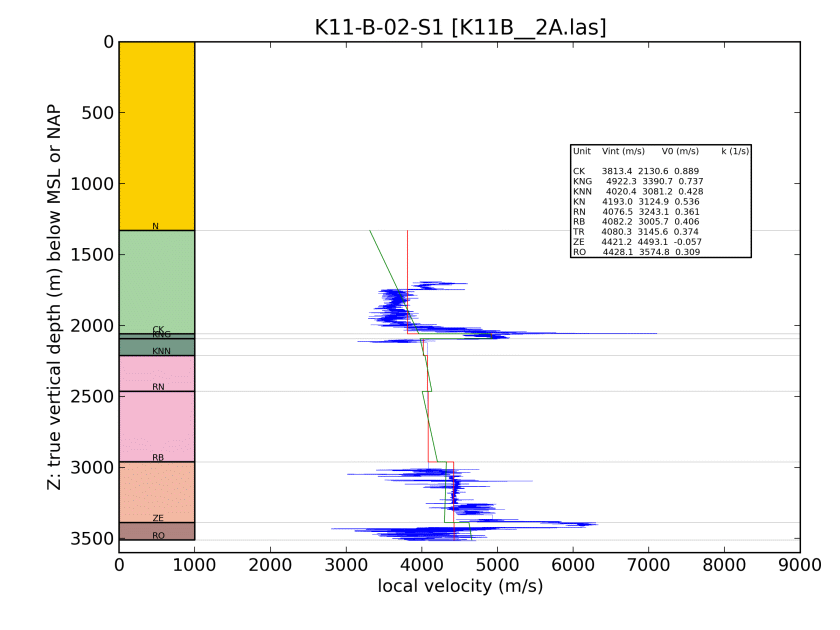 K11-B-02-S1 [K11B__2A.las]
Z: true vertical depth (m) below MSL or NAP
0
500
1000
1500
2000
2500
3000
3500
N
CK
KNG
KNN
RN
RB
ZE
RO
Unit Vint (m/s) V0 (m/s) k (1/s)
CK 3813.4 2130.6 0.889
KNG 4922.3 3390.7 0.737
KNN 4020.4 3081.2 0.428
KN 4193.0 3124.9 0.536
RN 4076.5 3243.1 0.361
RB 4082.2 3005.7 0.406
TR 4080.3 3145.6 0.374
ZE 4421.2 4493.1 -0.057
RO 4428.1 3574.8 0.309
0 1000 2000 3000 4000 5000 6000 7000 8000 9000
local velocity (m/s)